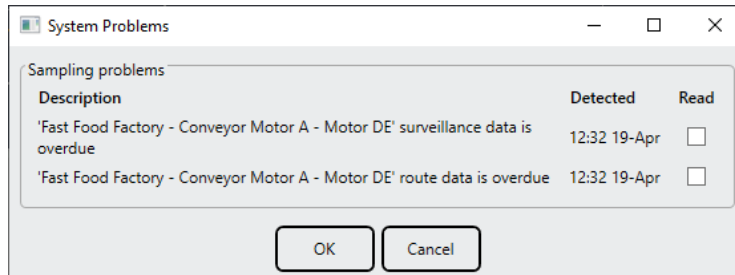 System Problems
Sampling problems
Description Detected Read
'Fast Food Factory - Conveyor Motor A - Motor DE' surveillance data is
overdue
12:32 19-Apr
'Fast Food Factory - Conveyor Motor A - Motor DE' route data is overdue 12:32 19-Apr
OK Cancel